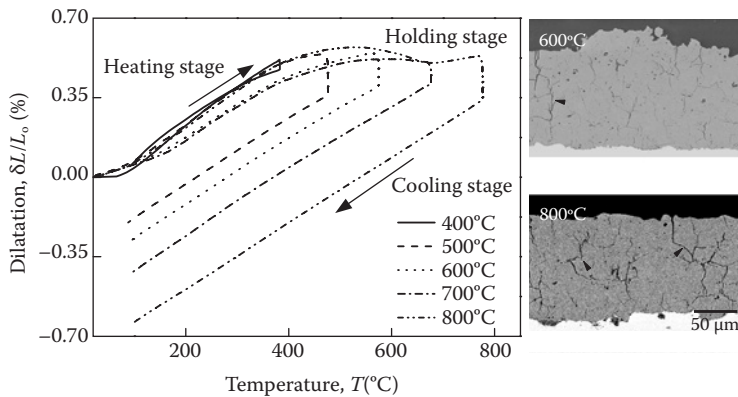 0.70
0.35
0.00
−0.35
−0.70
Dilatation, δL/Lo (%)
Heating stage
Holding stage
Cooling stage
400°C
500°C
600°C
700°C
800°C
200
400
600
800
Temperature, T(°C)
600°C
800°C
50 μm